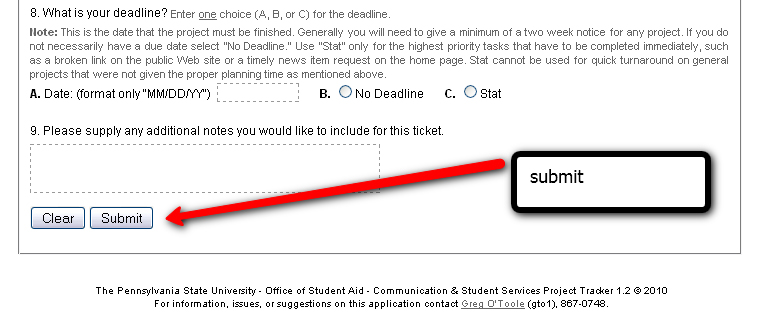 8. What is your deadline? Enter one choice (A, B, or C) for the deadline.
Note: This is the date that the project must be finished. Generally you will need to give a minimum of a two week notice for any project. If you do
not necessarily have a due date select "No Deadline." Use "Stat" only for the highest priority tasks that have to be completed immediately, such
as a broken link on the public Web site or a timely news item request on the home page. Stat cannot be used for quick turnaround on general
projects that were not given the proper planning time as mentioned above.
A. Date: (format only "MM/DD/YY") B. No Deadline C. Stat
9. Please supply any additional notes you would like to include for this ticket.
submit
Clear Submit
The Pennsylvania State University - Office of Student Aid - Communication & Student Services Project Tracker 1.2 © 2010
For information, issues, or suggestions on this application contact Greg O'Toole (gto1), 867-0748.